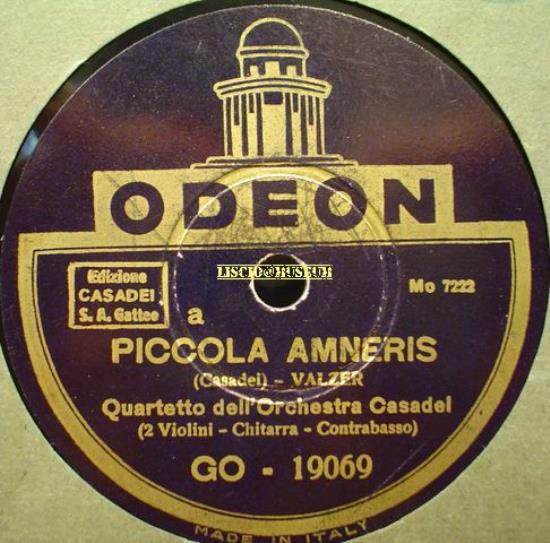 ODEON
LISCIO@MUSEUM
Edizione
CASADEI
S. A. Gatteo
Mo 7222
a
PICCOLA AMNERIS
(Casadei) - VALZER
Quartetto dell'Orchestra Casadei
(2 Violini - Chitarra - Contrabasso)
GO - 19069
MADE IN ITALY